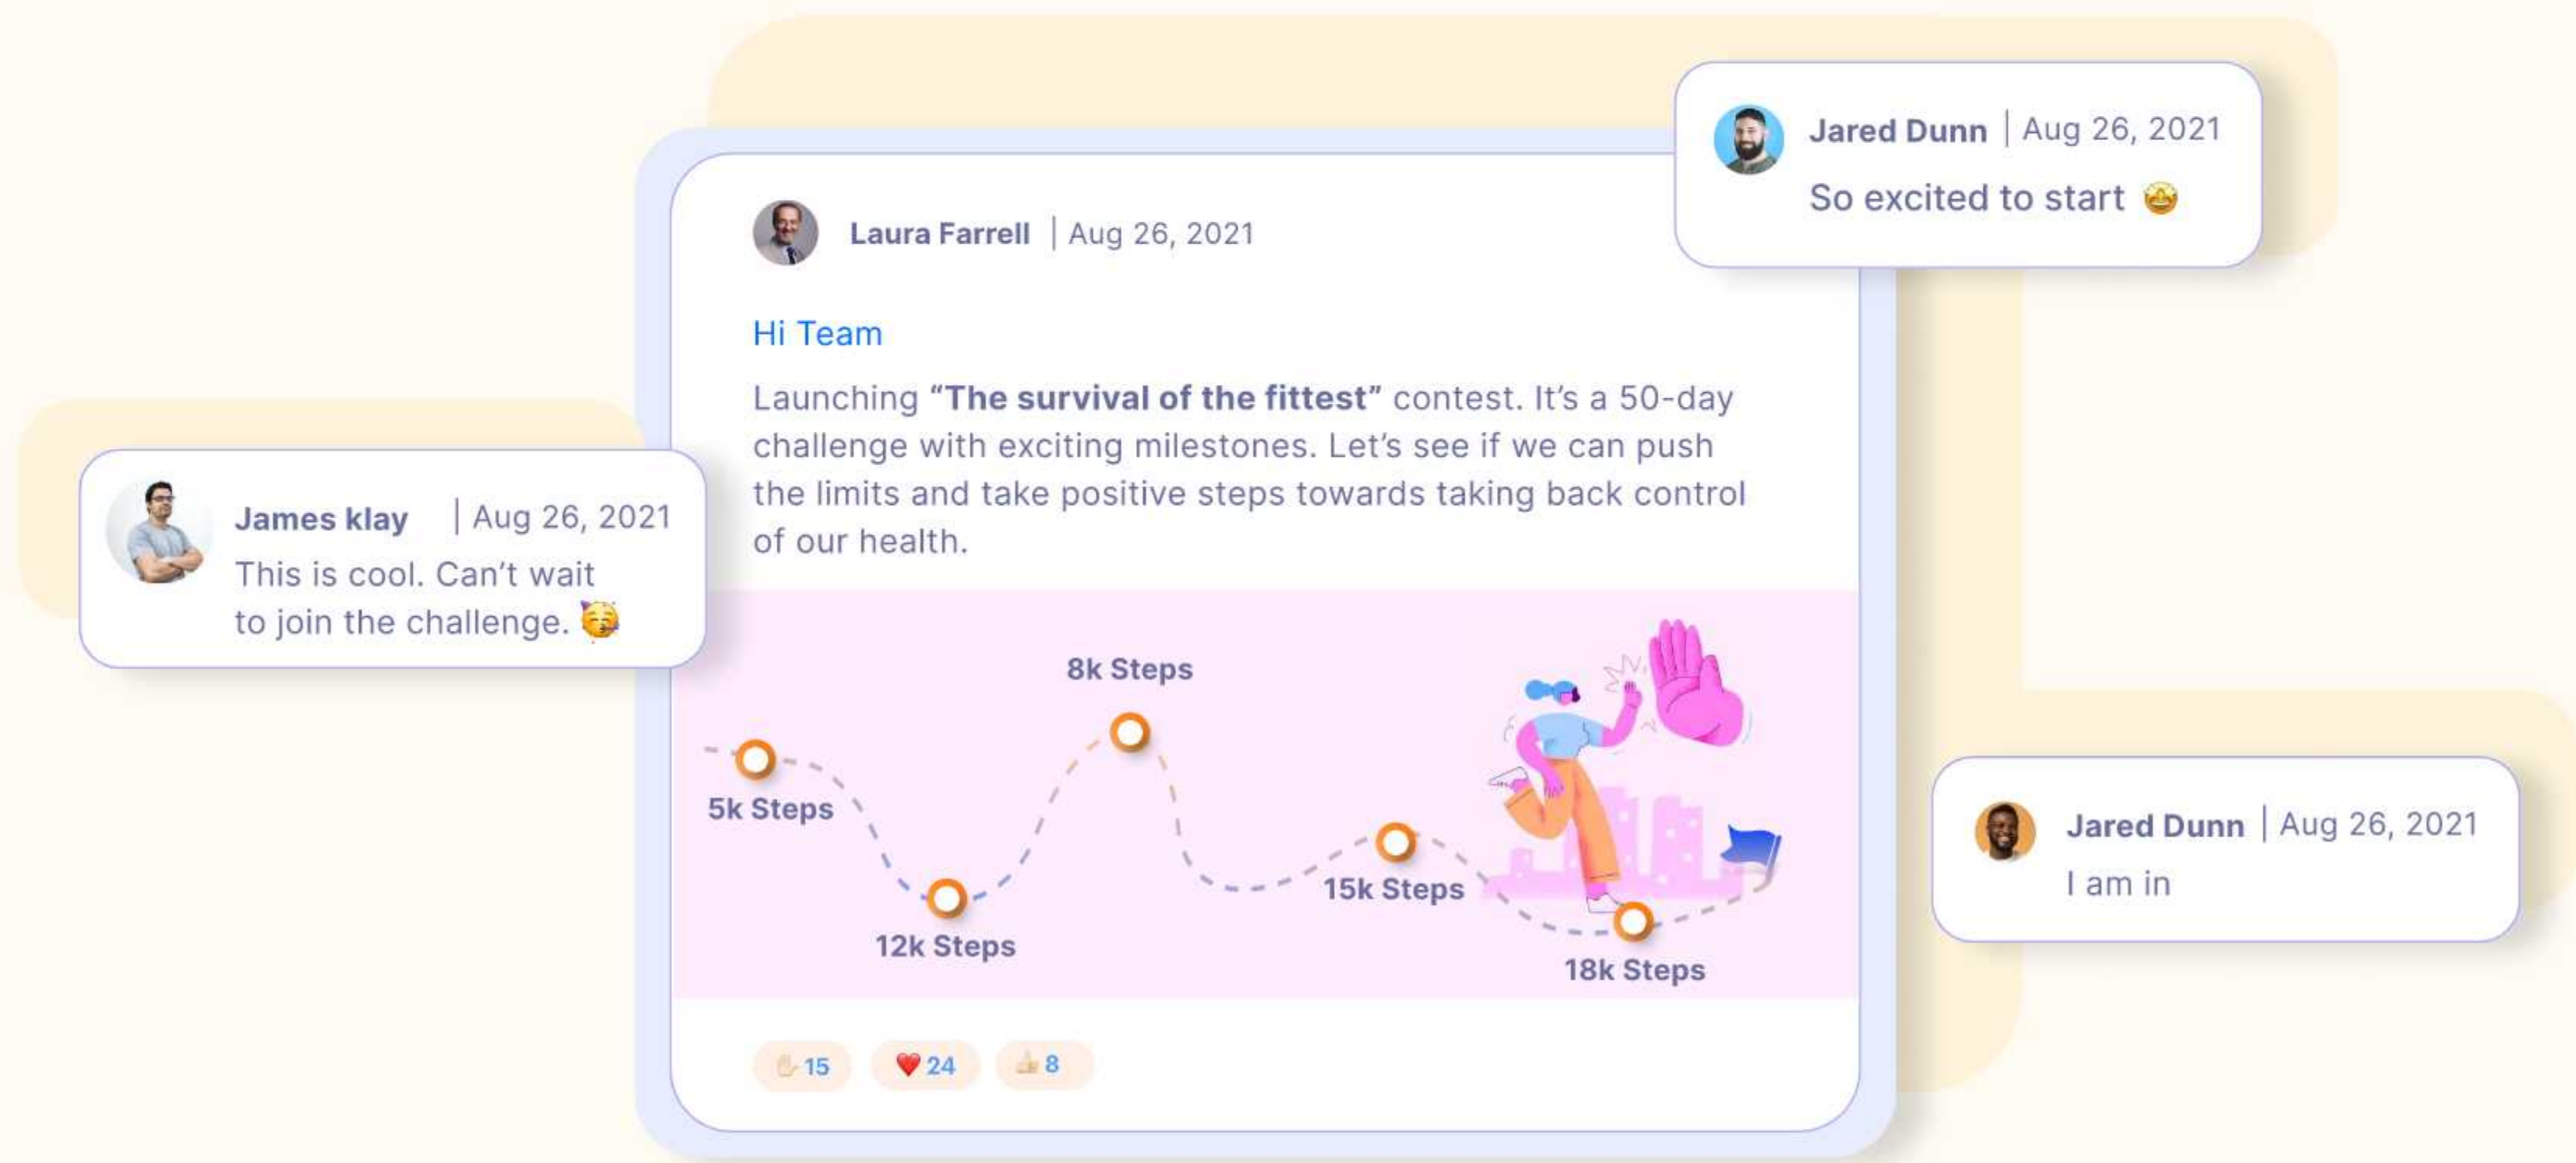 Jared Dunn | Aug 26, 2021
So excited to start 🤩
Laura Farrell | Aug 26, 2021
Hi Team
Launching “The survival of the fittest” contest. It’s a 50-day
challenge with exciting milestones. Let’s see if we can push
the limits and take positive steps towards taking back control
of our health.
James klay | Aug 26, 2021
This is cool. Can’t wait
to join the challenge. 🥳
8k Steps
5k Steps
15k Steps
12k Steps
18k Steps
Jared Dunn | Aug 26, 2021
I am in
✋ 15 ❤️ 24 👍 8